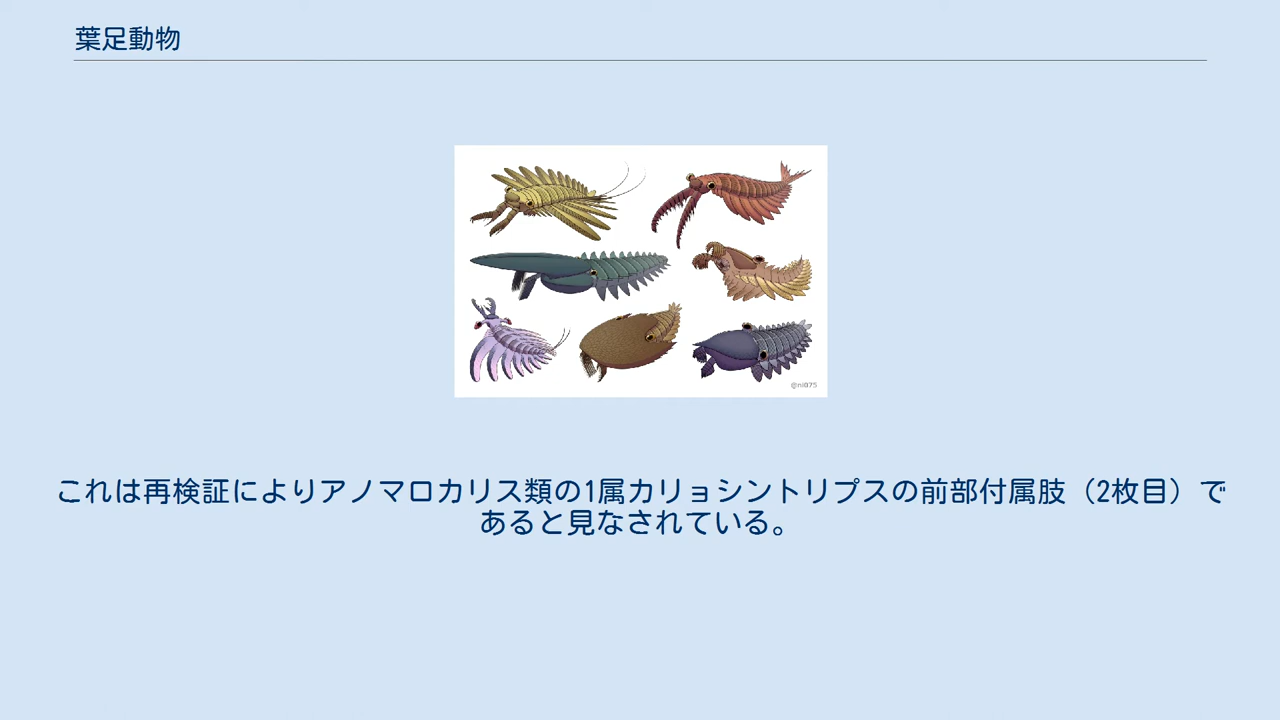 葉足動物
@ni075
これは再検証によりアノマロカリス類の1属カリョシントリプスの前部付属肢（2枚目）で
あると見なされている。